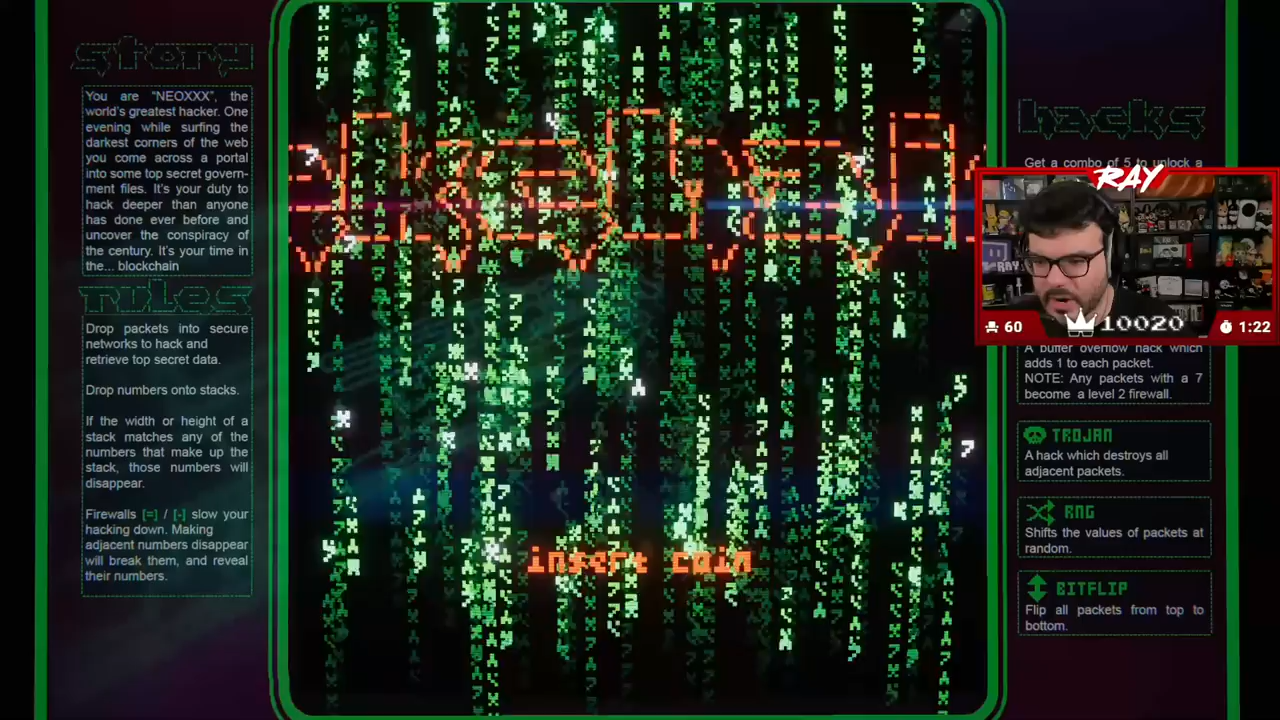 story
You are "NEOXXX", the
world's greatest hacker. One
evening while surfing the
darkest corners of the web
you come across a portal
into some top secret govern-
ment files. It's your duty to
hack deeper than anyone
has done ever before and
uncover the conspiracy of
the century. It's your time in
the... blockchain
rules
Drop packets into secure
networks to hack and
retrieve top secret data.
Drop numbers onto stacks.
If the width or height of a
stack matches any of the
numbers that make up the
stack, those numbers will
disappear.
Firewalls [=] / [-] slow your
hacking down. Making
adjacent numbers disappear
will break them, and reveal
their numbers.
insert coin
hacks
Get a combo of 5 to unlock a
RAY
60
10020
1:22
A buffer overflow hack which
adds 1 to each packet.
NOTE: Any packets with a 7
become a level 2 firewall.
TROJAN
A hack which destroys all
adjacent packets.
RNG
Shifts the values of packets at
random.
BITFLIP
Flip all packets from top to
bottom.